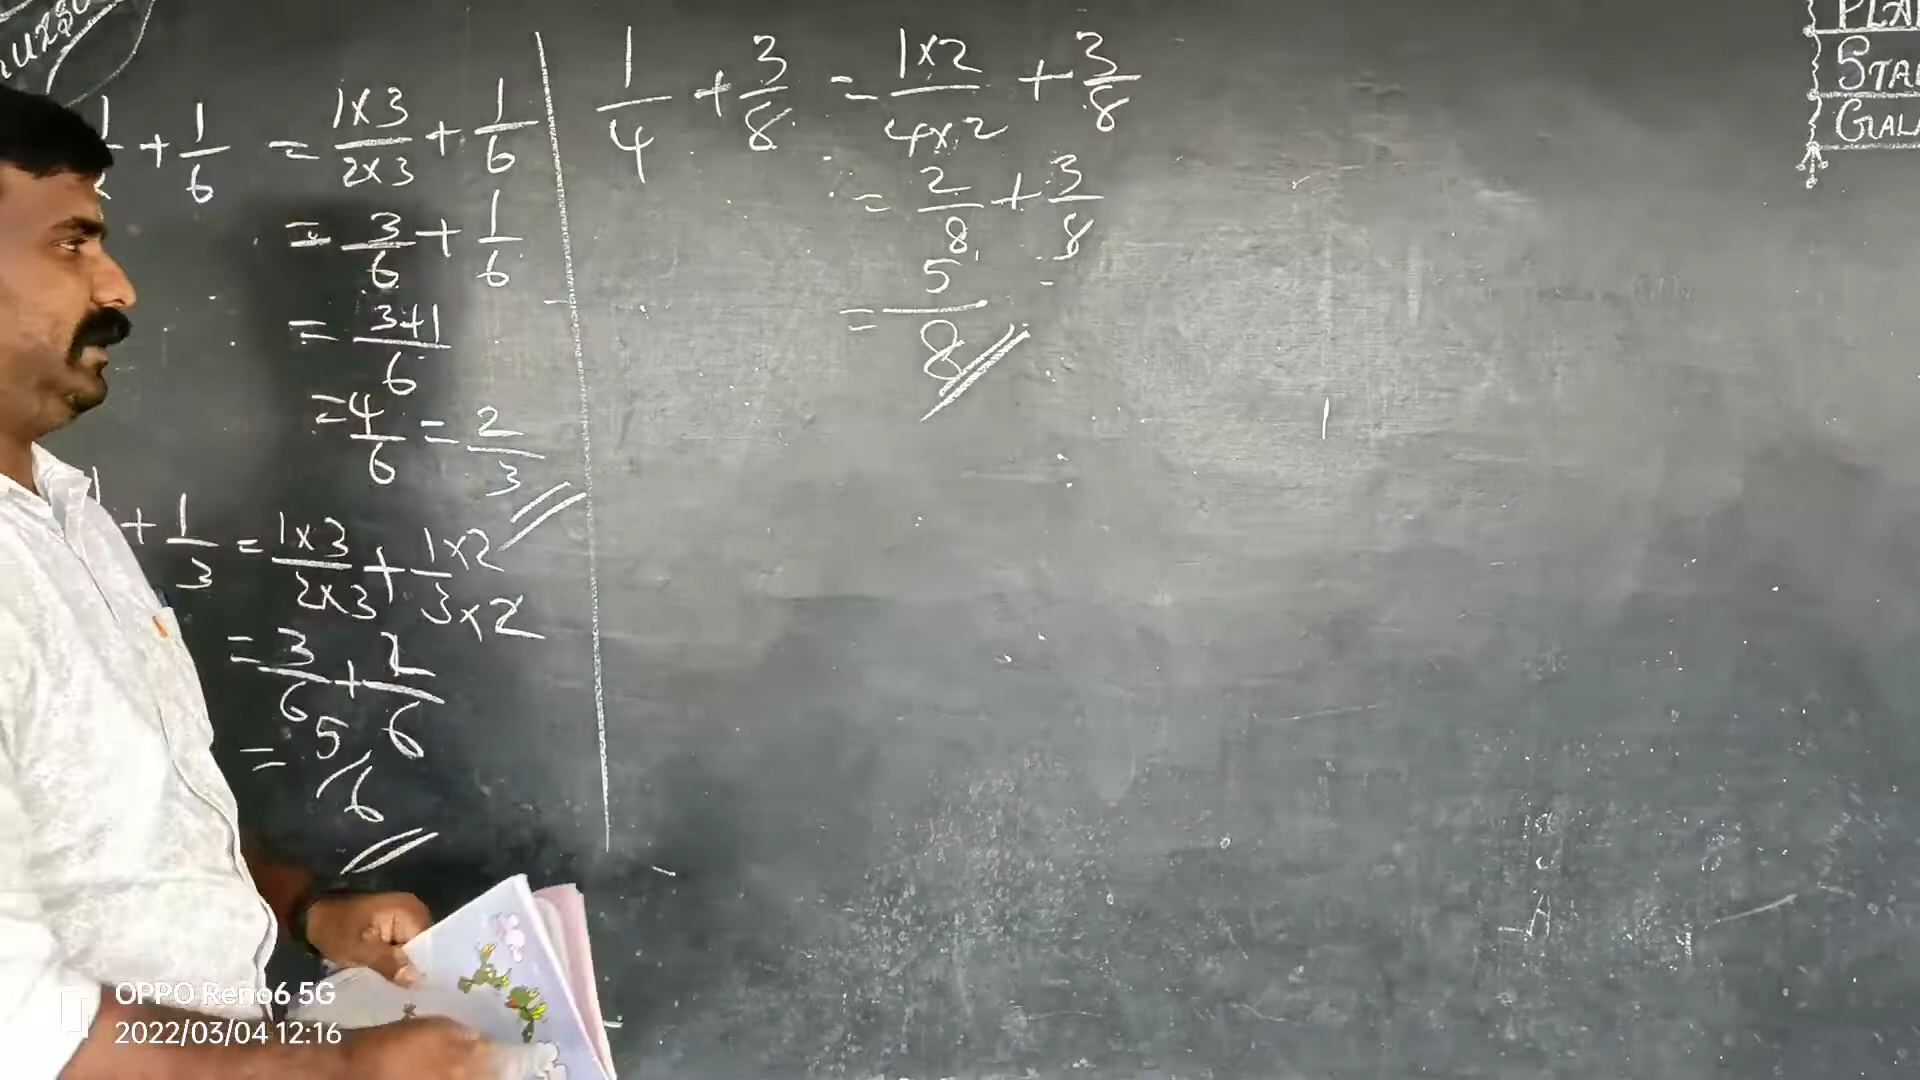 1/2 + 1/6 = 1×3/2×3 + 1/6
= 3/6 + 1/6
= 3+1/6
= 4/6 = 2/3
+ 1/3 = 1×3/2×3 + 1×2/3×2
= 3/6 + 2/6
= 5/6
1/4 + 3/8 = 1×2/4×2 + 3/8
= 2/8 + 3/8
= 5/8
OPPO Reno6 5G
2022/03/04 12:16